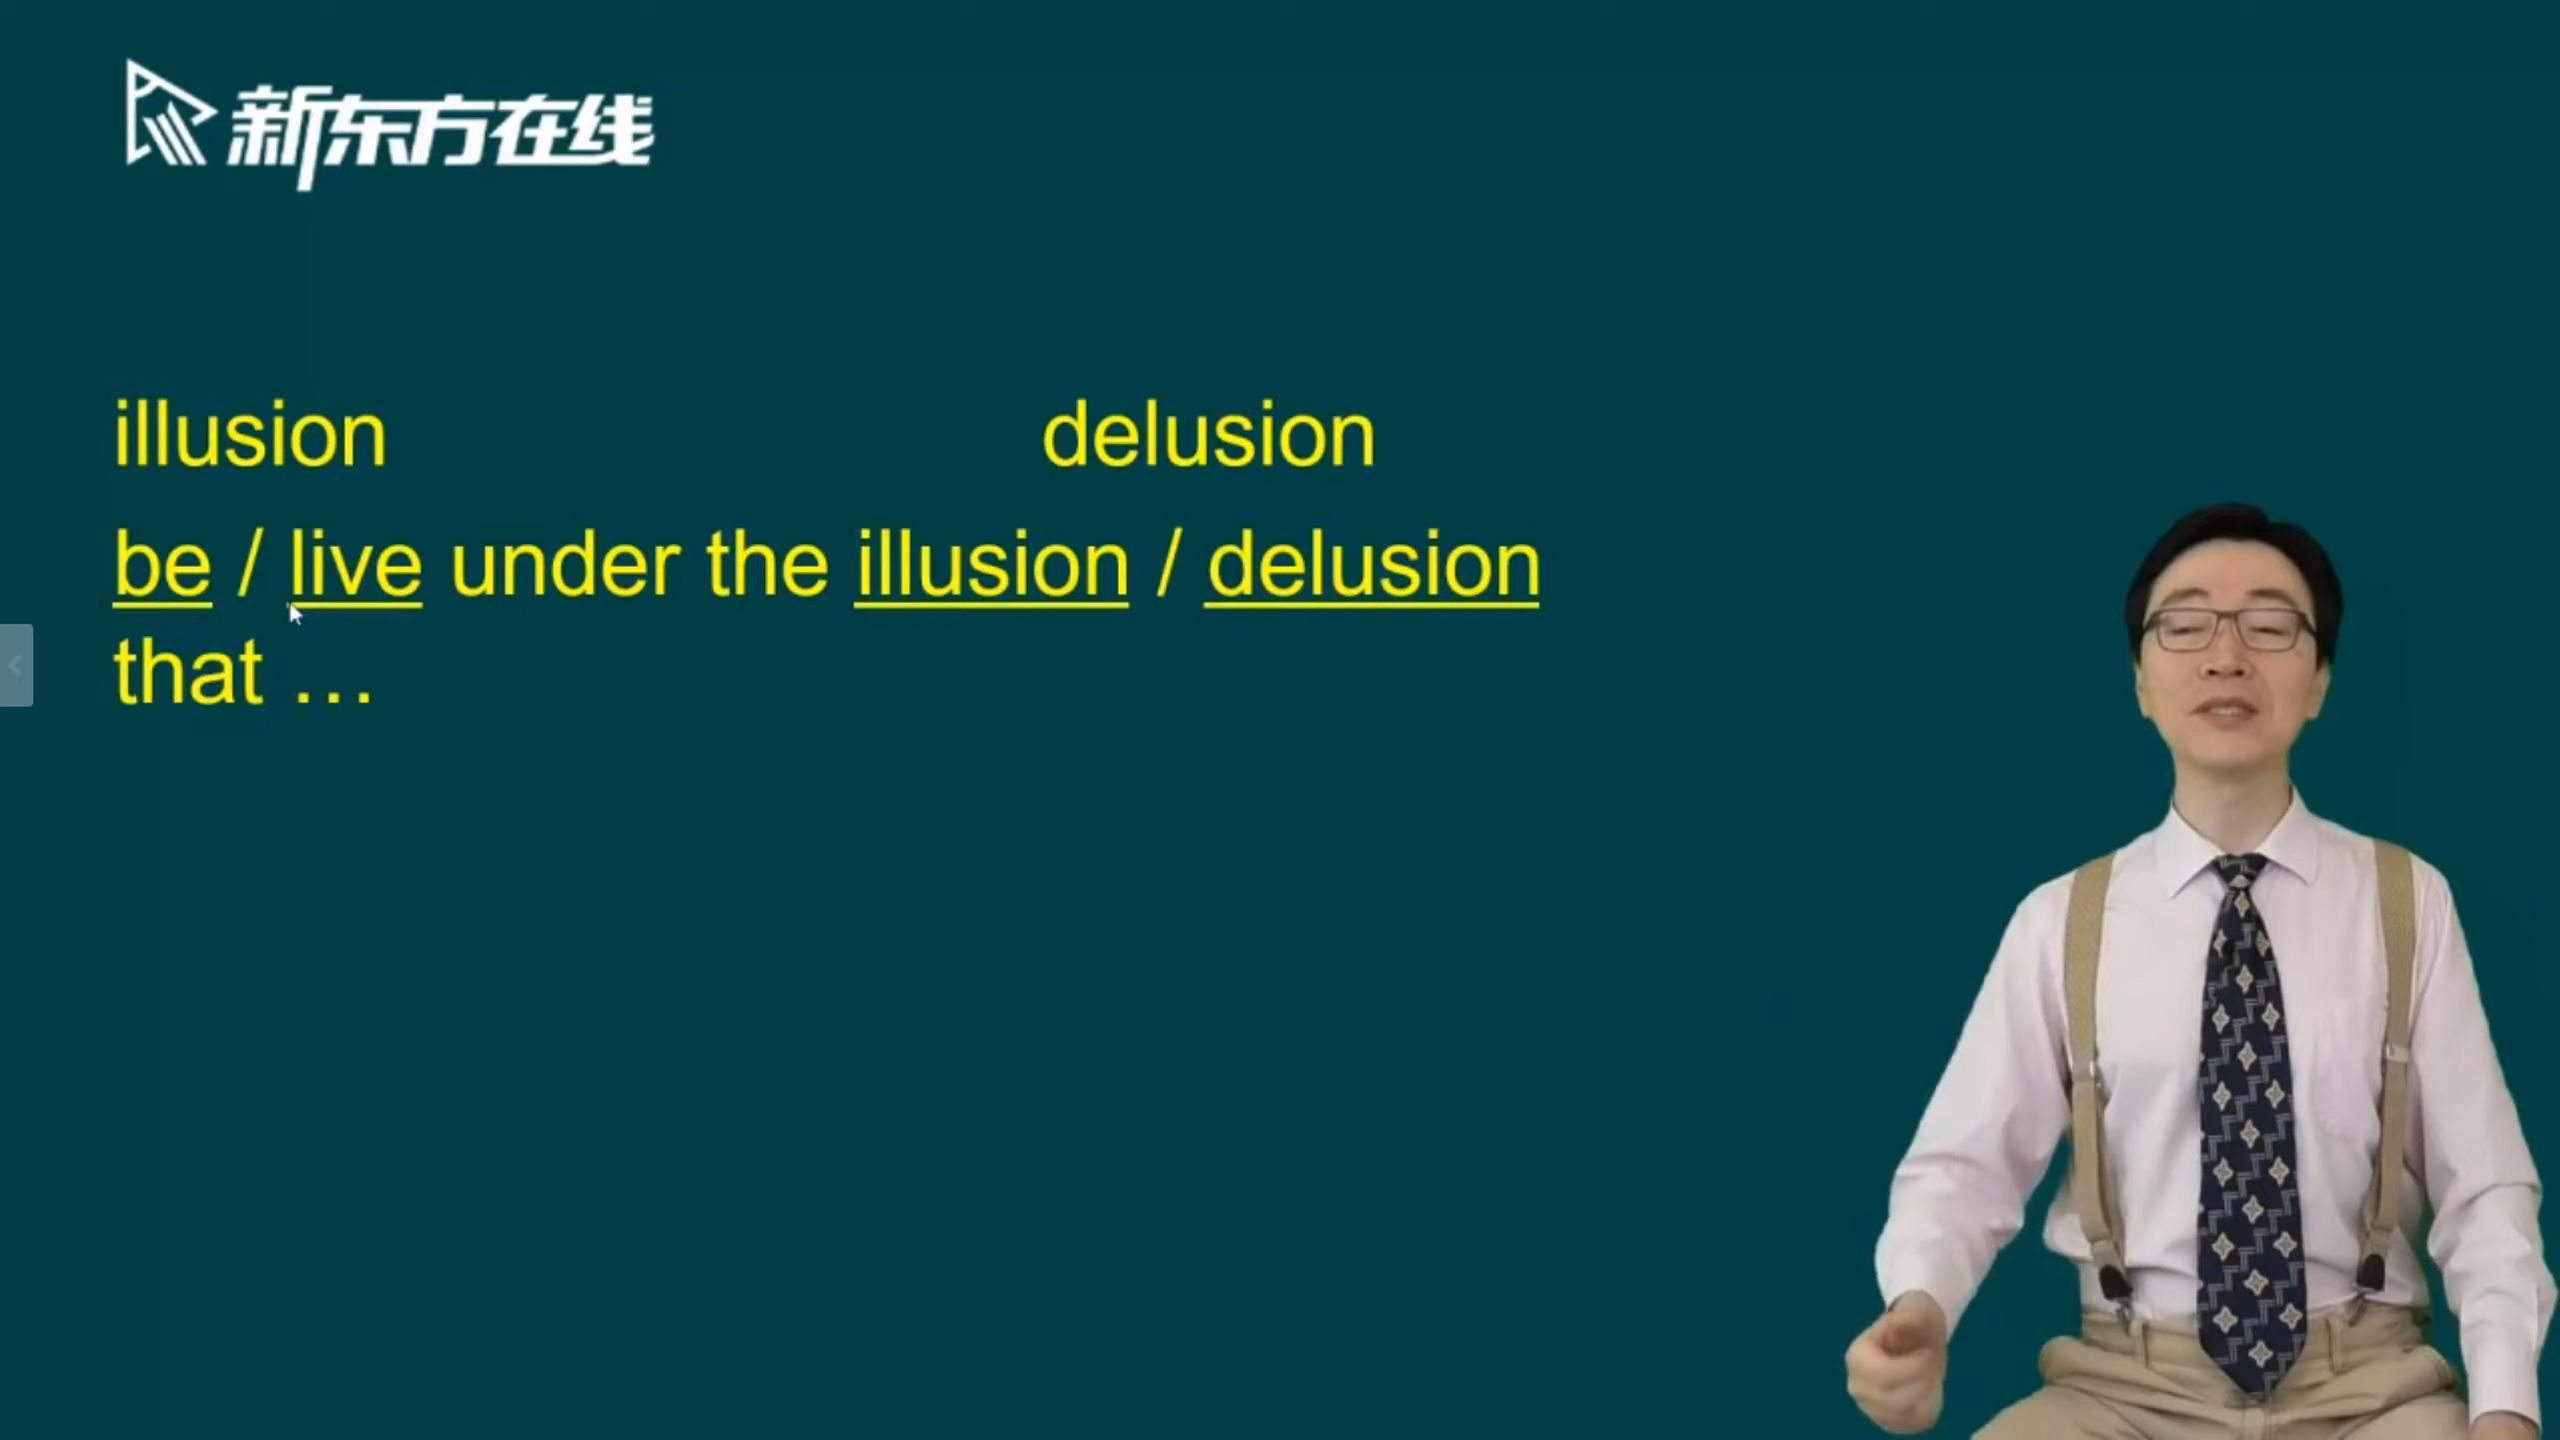 新东方在线
illusion delusion
be / live under the illusion / delusion
that …